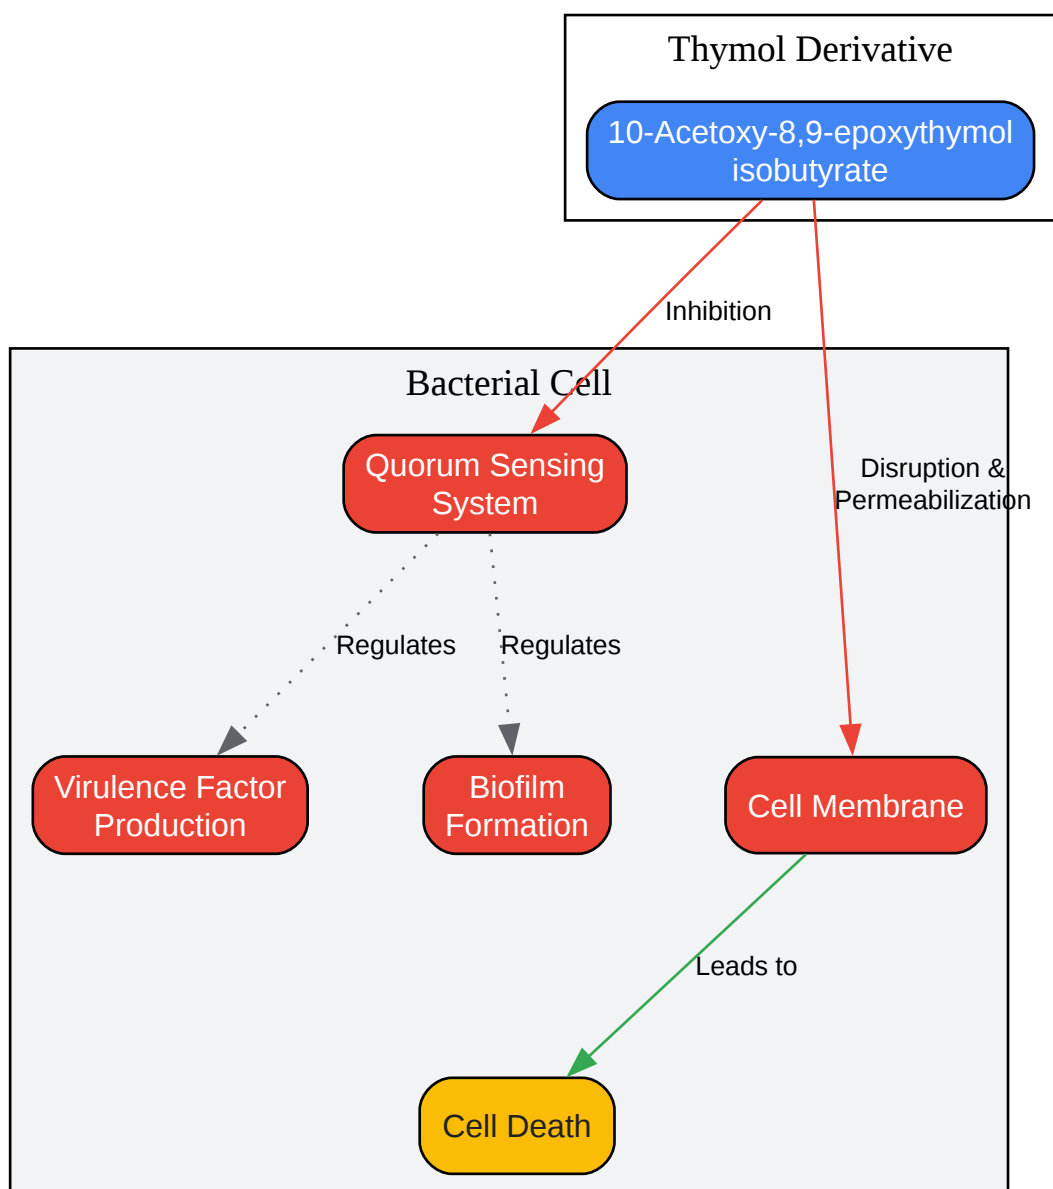 Thymol Derivative
10-Acetoxy-8,9-epoxythymol
isobutyrate
Inhibition
Bacterial Cell
Quorum Sensing
System
Disruption &
Permeabilization
Regulates
Regulates
Virulence Factor
Production
Biofilm
Formation
Cell Membrane
Leads to
Cell Death